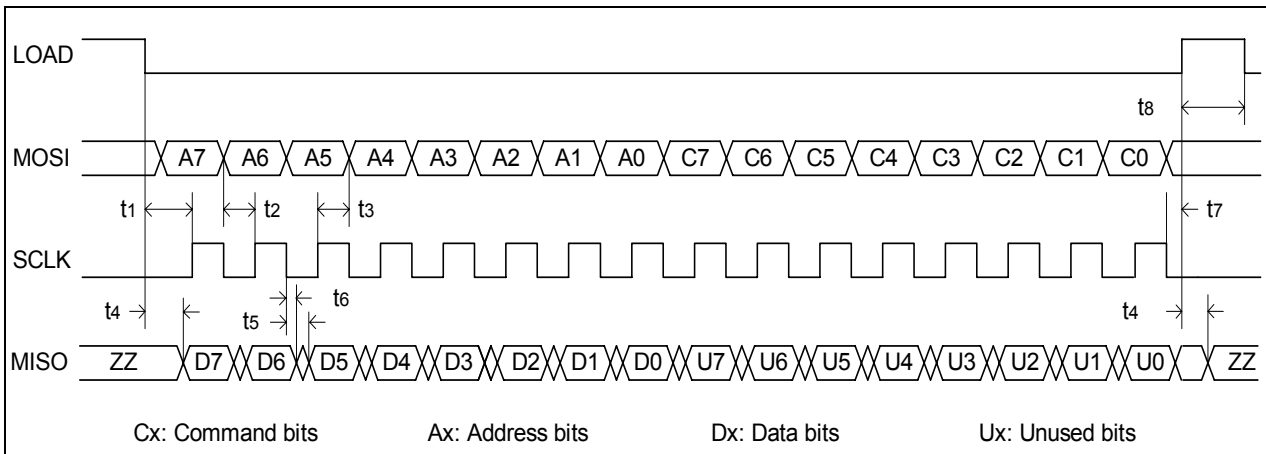 LOAD
t8
MOSI A7 A6 A5 A4 A3 A2 A1 A0 C7 C6 C5 C4 C3 C2 C1 C0
t1 t2 t3 t7
SCLK
t4 t5 t6 t4
MISO ZZ D7 D6 D5 D4 D3 D2 D1 D0 U7 U6 U5 U4 U3 U2 U1 U0 ZZ
Cx: Command bits Ax: Address bits Dx: Data bits Ux: Unused bits